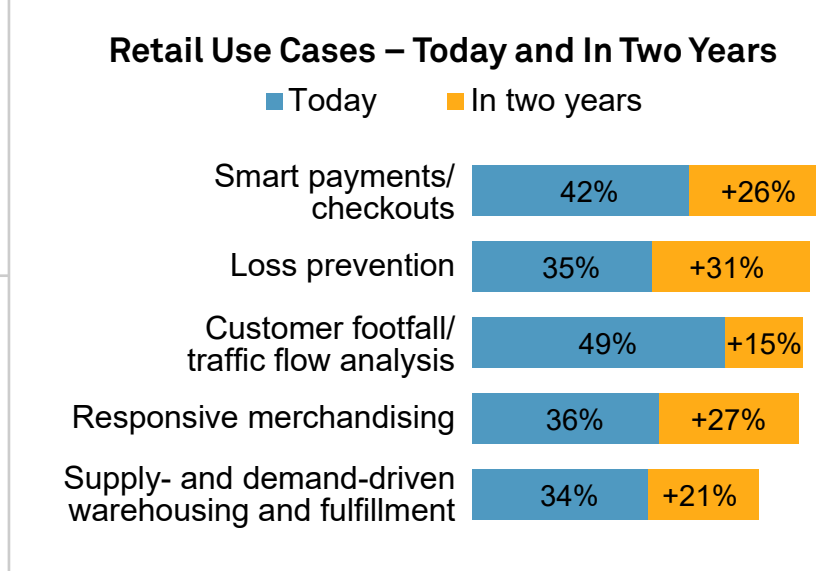 Retail Use Cases – Today and In Two Years
Today In two years
Smart payments/
checkouts
42% +26%
Loss prevention 35% +31%
Customer footfall/
traffic flow analysis
49% +15%
Responsive merchandising 36% +27%
Supply- and demand-driven
warehousing and fulfillment
34% +21%